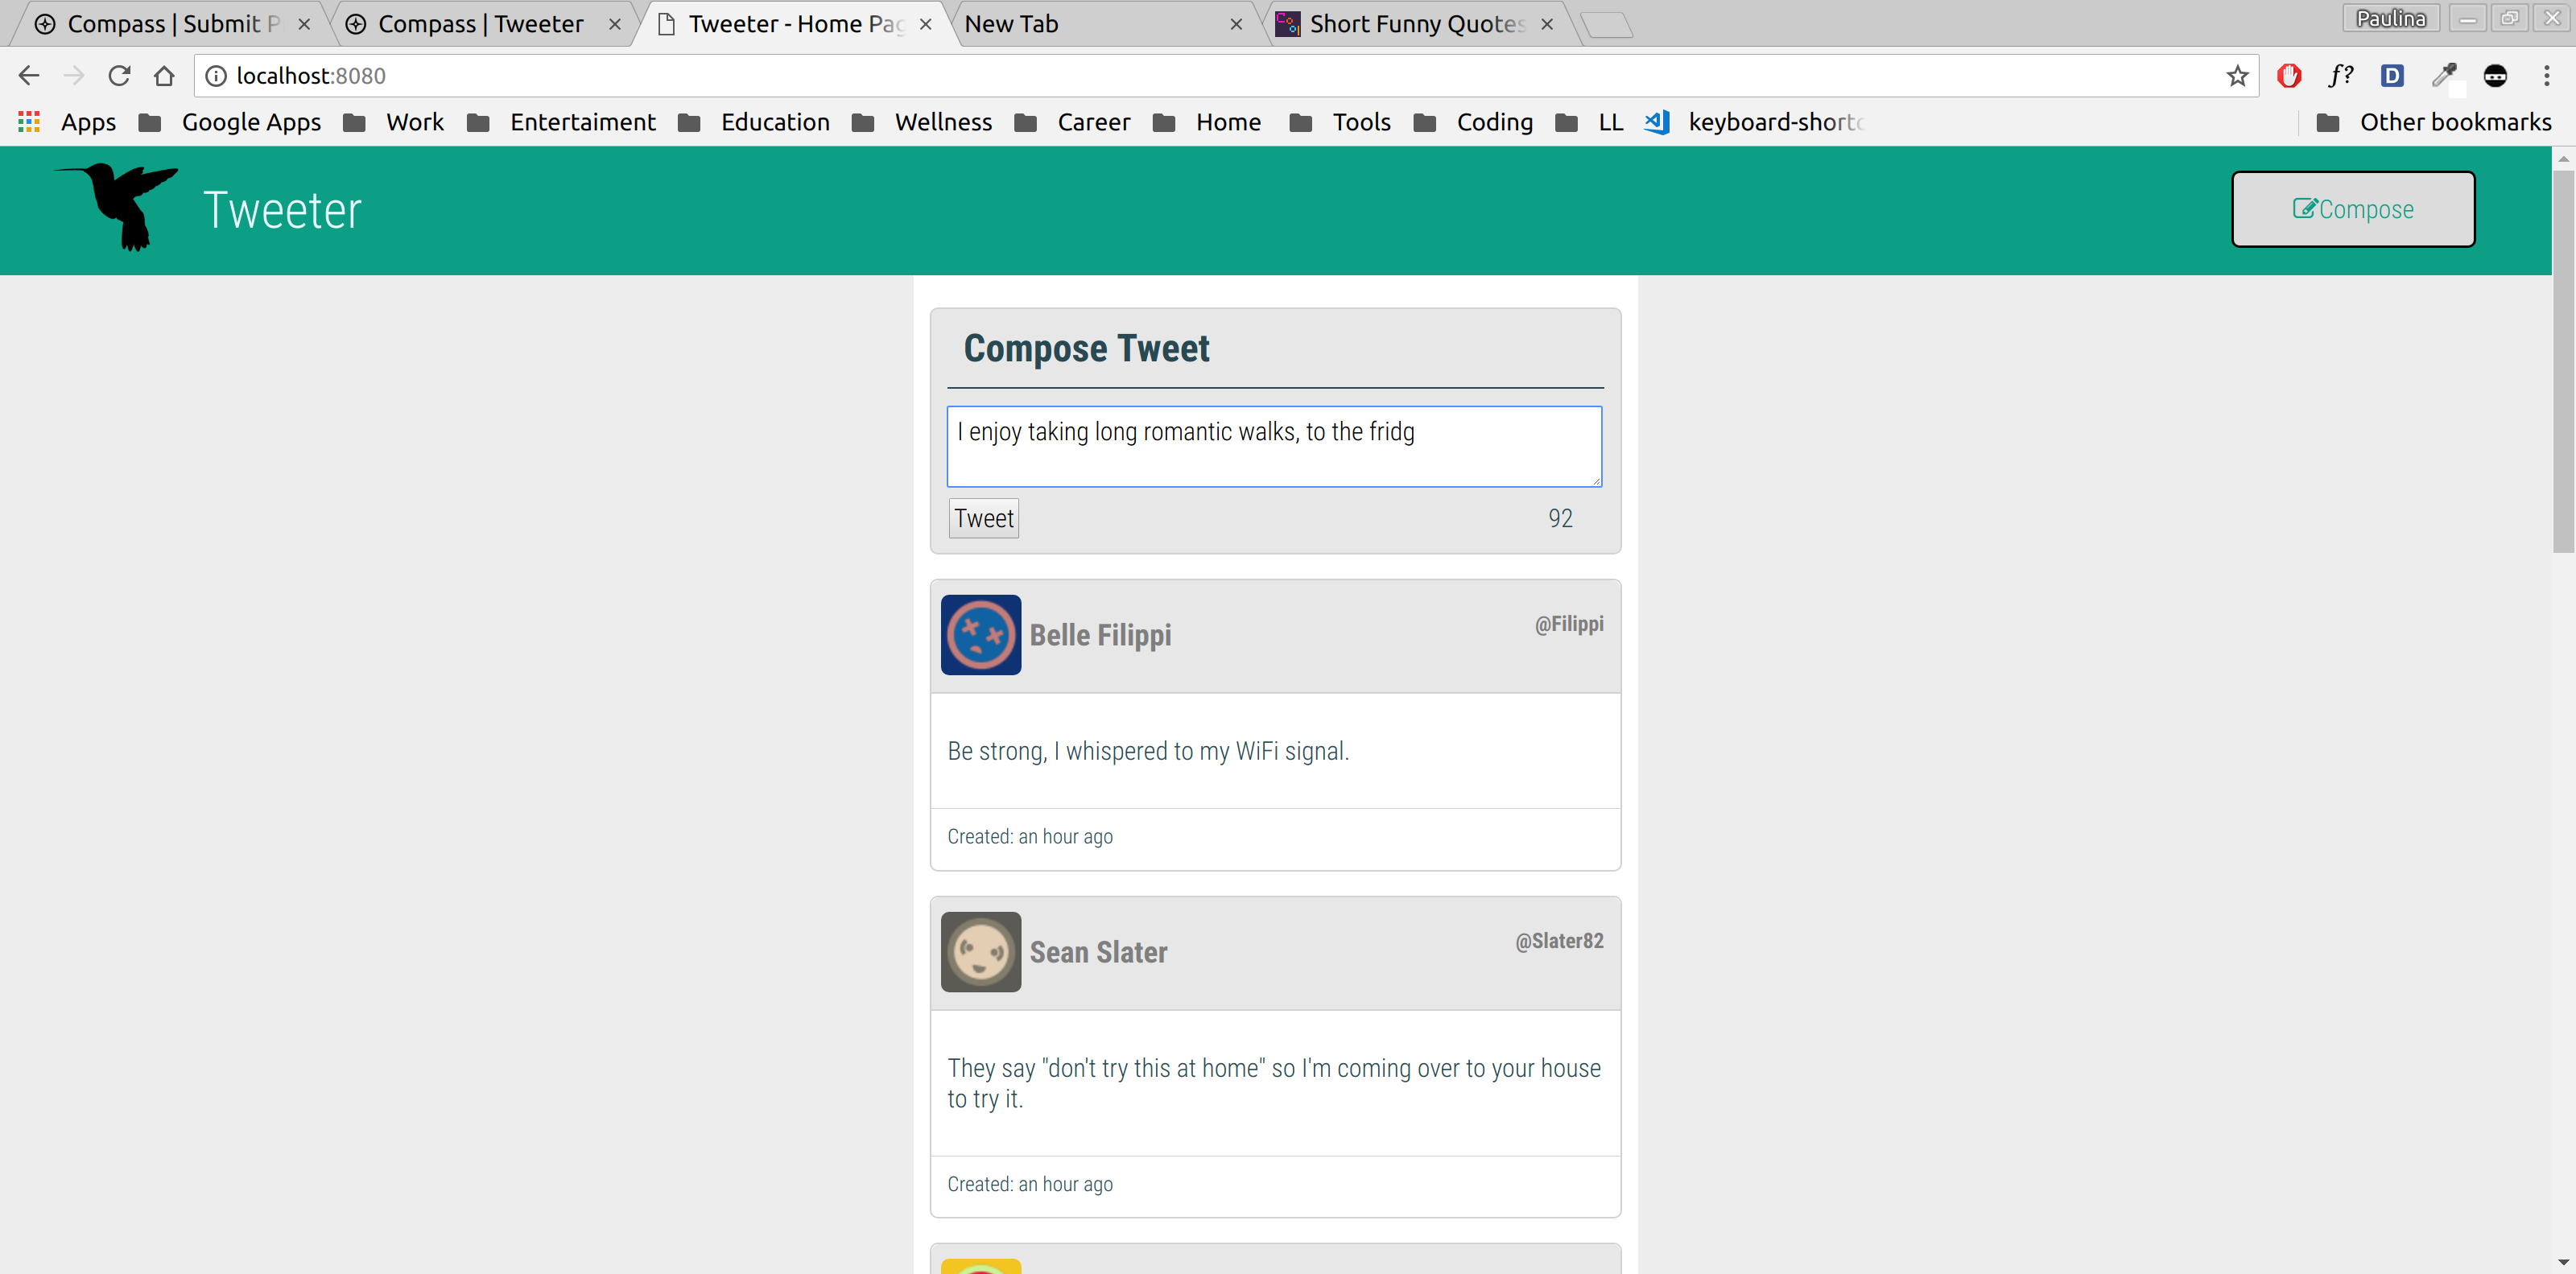 Compass | Submit P
Compass | Tweeter
Tweeter - Home Pag
New Tab
Short Funny Quotes
Paulina
localhost:8080
f?
D
Apps
Google Apps
Work
Entertaiment
Education
Wellness
Career
Home
Tools
Coding
LL
keyboard-shortc
Other bookmarks
Tweeter
Compose
Compose Tweet
I enjoy taking long romantic walks, to the fridg
Tweet
92
Belle Filippi
@Filippi
Be strong, I whispered to my WiFi signal.
Created: an hour ago
Sean Slater
@Slater82
They say "don't try this at home" so I'm coming over to your house
to try it.
Created: an hour ago